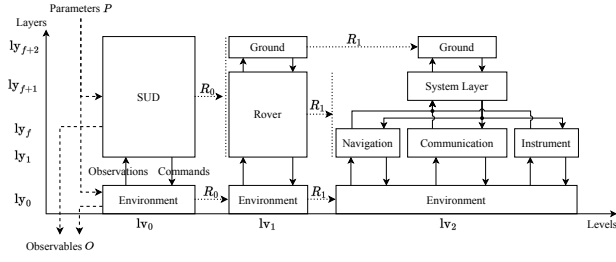 Parameters P
Layers
ly_{f+2}
ly_{f+1}
ly_f
ly_1
ly_0
SUD
R_0
Ground
R_1
Ground
Rover
R_1
System Layer
Navigation
Communication
Instrument
Observations
Commands
Environment
R_0
Environment
R_1
Environment
lv_0
lv_1
lv_2
Levels
Observables O